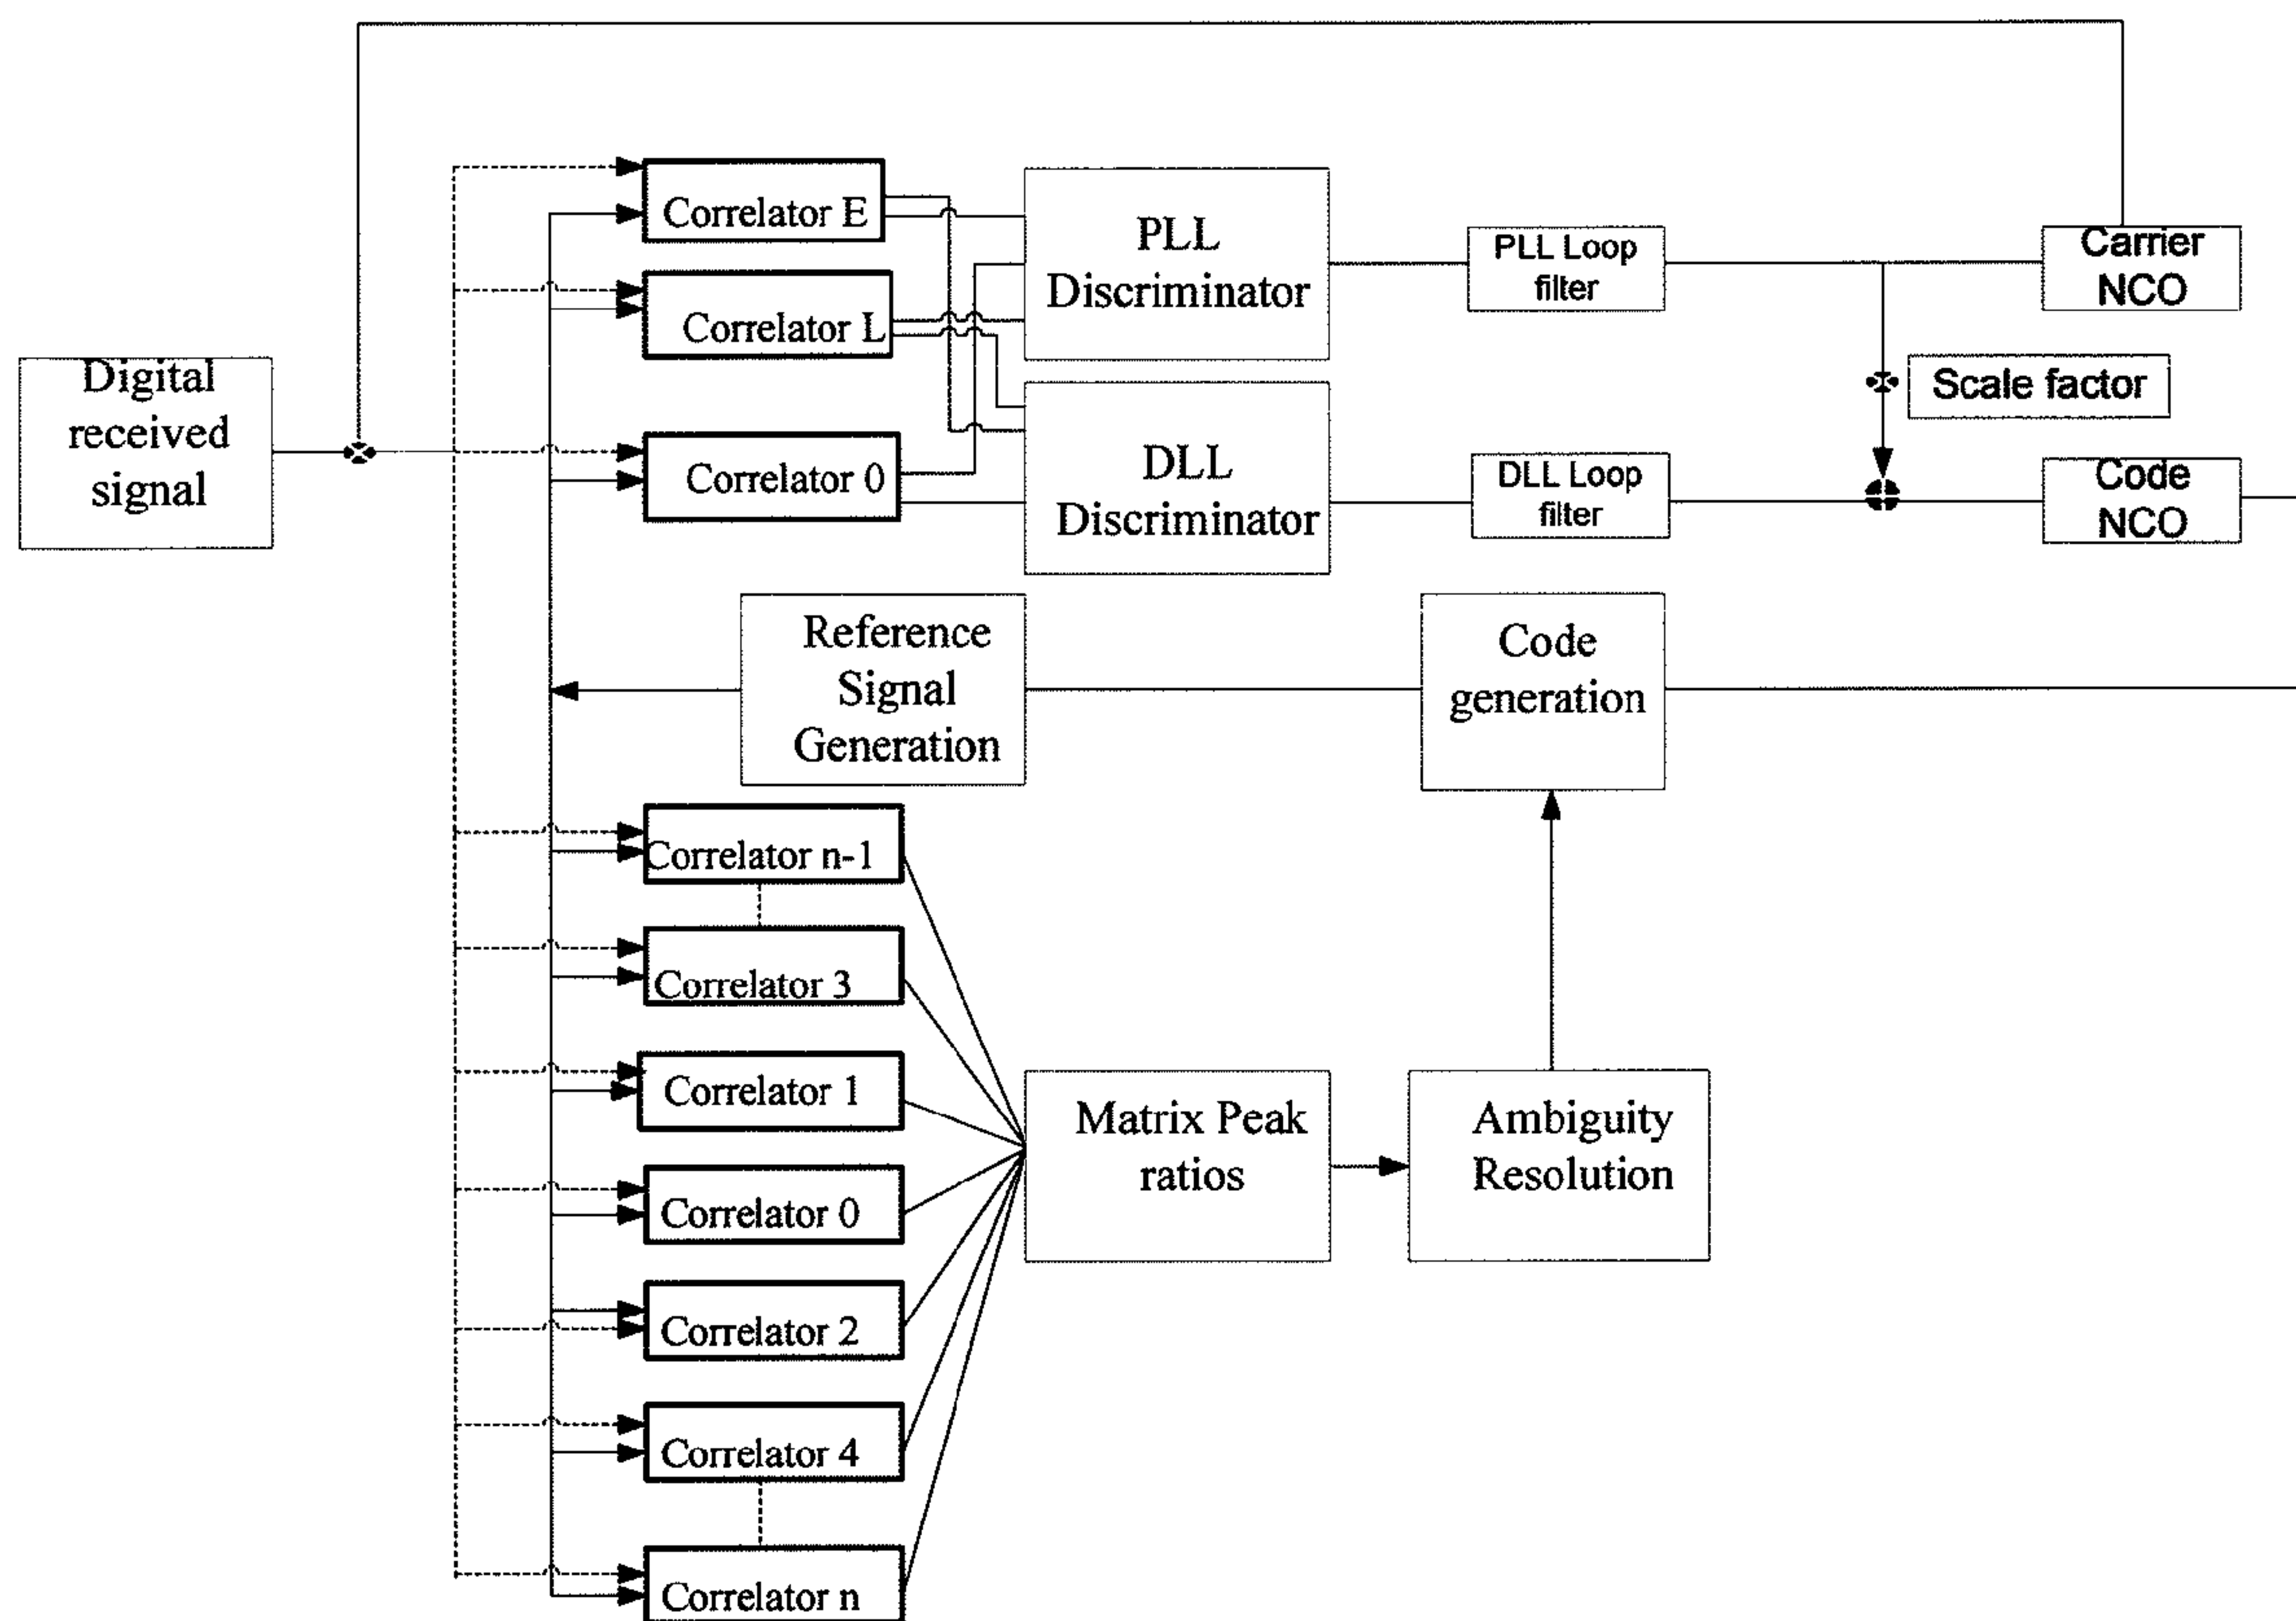 Correlator E
PLL
Discriminator
PLL Loop
filter
Carrier
NCO
Correlator L
Digital
received
signal
Scale factor
Correlator 0
DLL
Discriminator
DLL Loop
filter
Code
NCO
Reference
Signal
Generation
Code
generation
Correlator n-1
Correlator 3
Correlator 1
Matrix Peak
ratios
Ambiguity
Resolution
Correlator 0
Correlator 2
Correlator 4
Correlator n